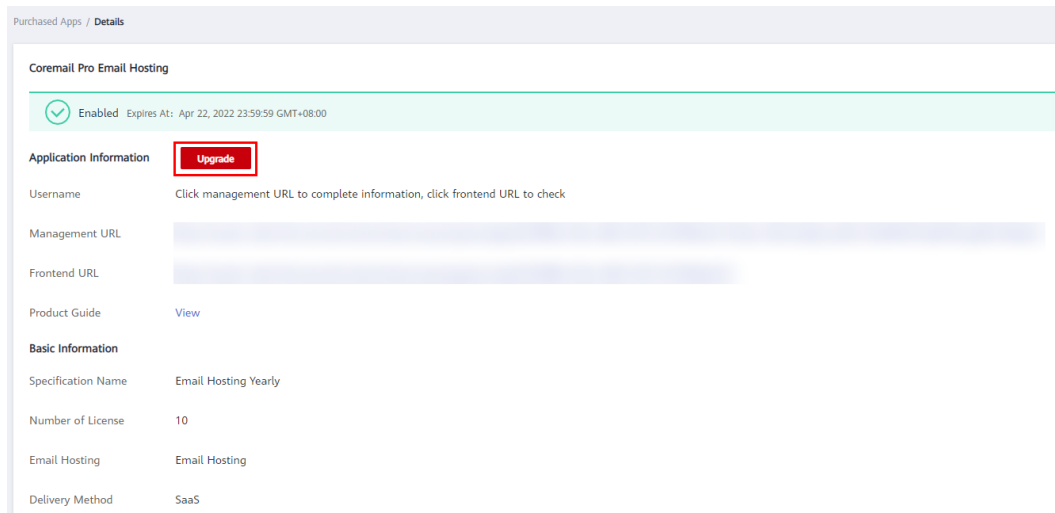 Purchased Apps / Details
Coremail Pro Email Hosting
Enabled Expires At: Apr 22, 2022 23:59:59 GMT+08:00
Application Information Upgrade
Username Click management URL to complete information, click frontend URL to check
Management URL
Frontend URL
Product Guide View
Basic Information
Specification Name Email Hosting Yearly
Number of License 10
Email Hosting Email Hosting
Delivery Method SaaS